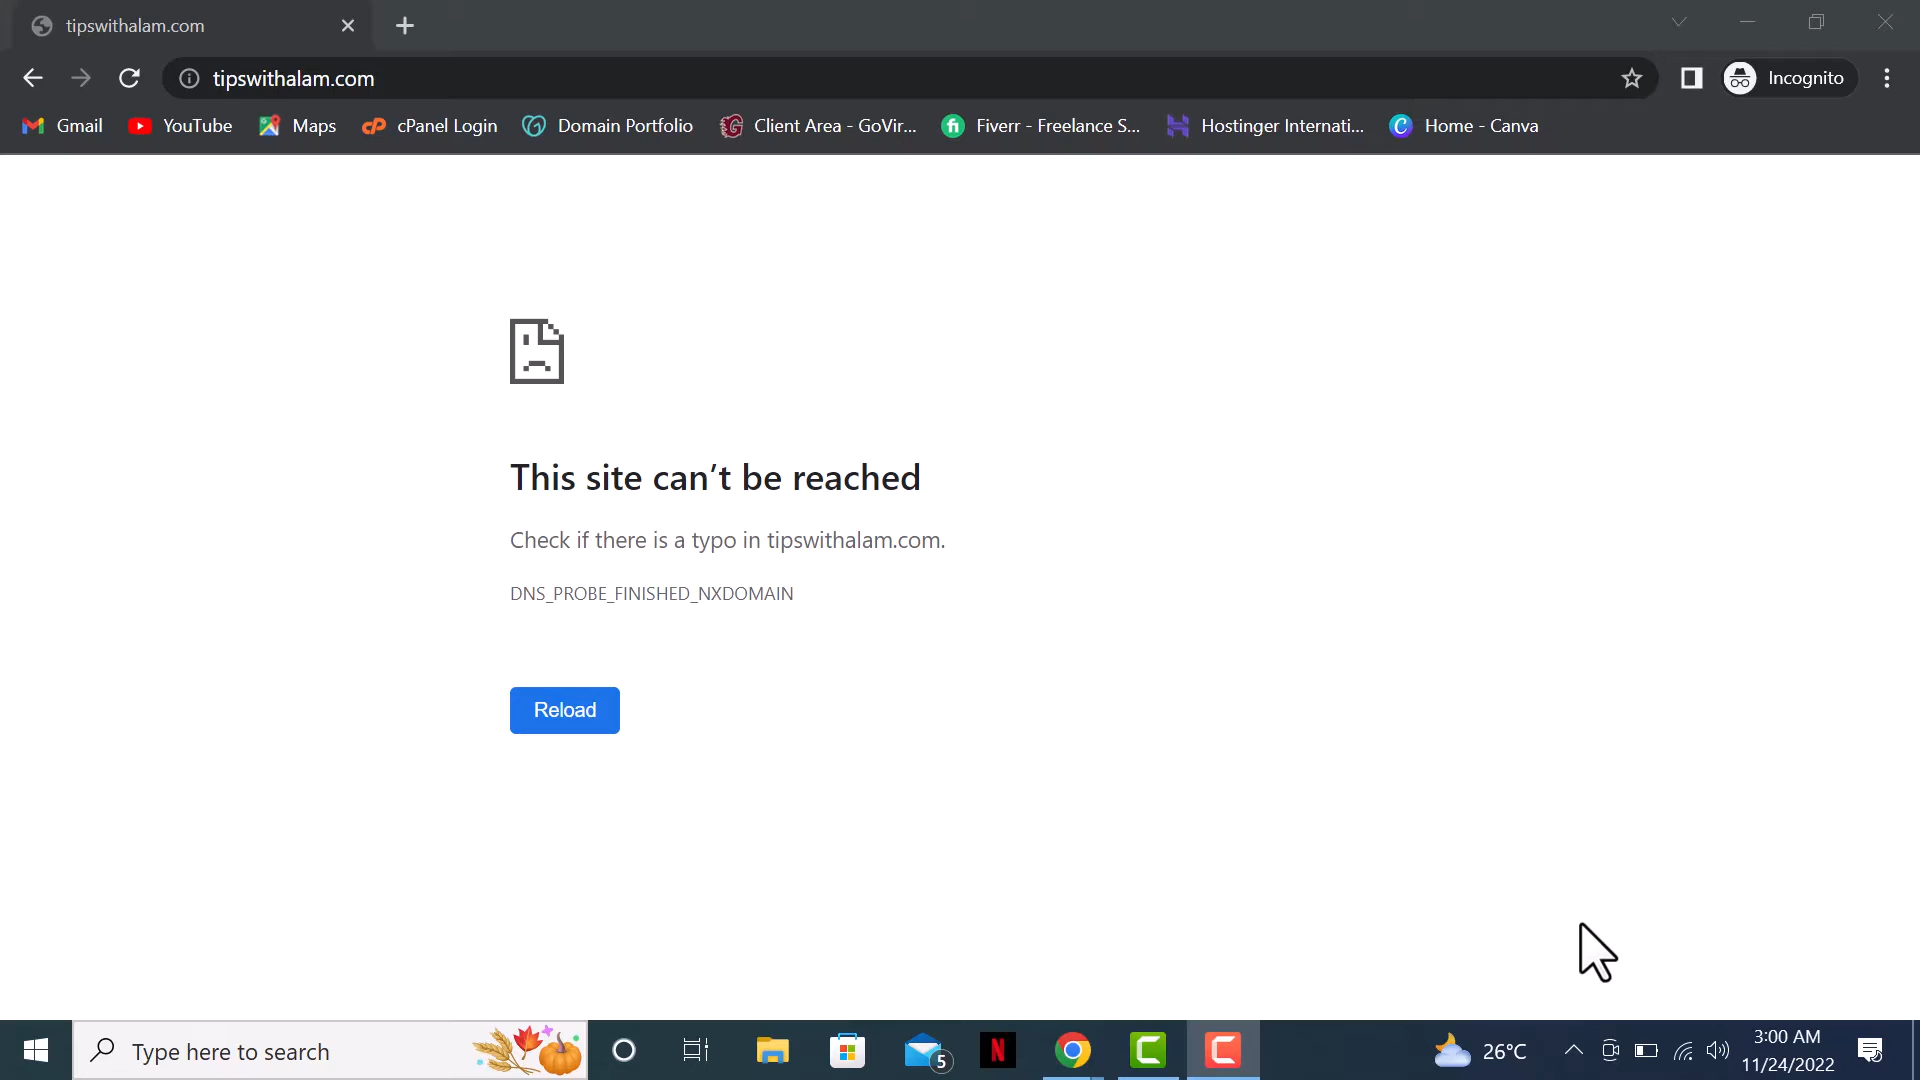 tipswithalam.com
tipswithalam.com
Incognito
Gmail YouTube Maps cPanel Login Domain Portfolio Client Area - GoVir... Fiverr - Freelance S... Hostinger Internati... Home - Canva
This site can’t be reached
Check if there is a typo in tipswithalam.com.
DNS_PROBE_FINISHED_NXDOMAIN
Reload
Type here to search
5
26°C
3:00 AM
11/24/2022